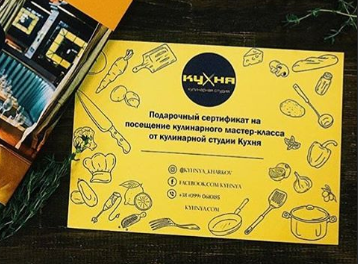 КУХНЯ
КУЛИНАРНАЯ СТУДИЯ
Подарочный сертификат на
посещение кулинарного мастер-класса
от кулинарной студии Кухня
@KYHNYA_KHARKOV
FACEBOOK.COM/KYHNYA
KYHNYA.COM